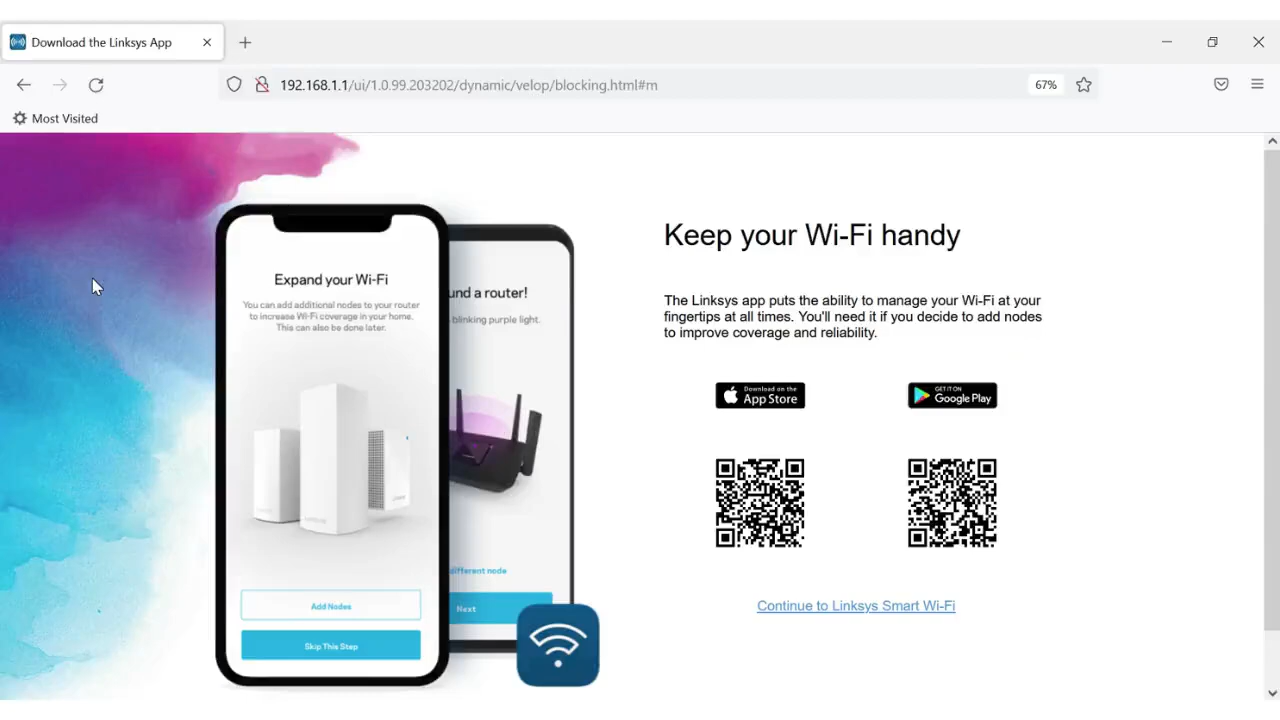 Download the Linksys App
192.168.1.1/ui/1.0.99.203202/dynamic/velop/blocking.html#m
67%
Most Visited
Expand your Wi-Fi
You can add additional nodes to your router
to increase Wi-Fi coverage in your home.
This can also be done later.
Add Nodes
Skip This Step
und a router!
blinking purple light.
different node
Next
Keep your Wi-Fi handy
The Linksys app puts the ability to manage your Wi-Fi at your
fingertips at all times. You'll need it if you decide to add nodes
to improve coverage and reliability.
Download on the
App Store
GET IT ON
Google Play
Continue to Linksys Smart Wi-Fi